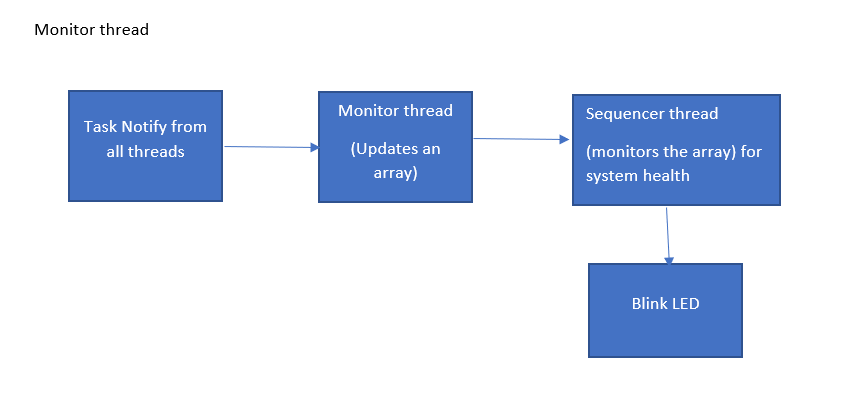 Monitor thread
Task Notify from
all threads
Monitor thread
(Updates an
array)
Sequencer thread
(monitors the array) for
system health
Blink LED